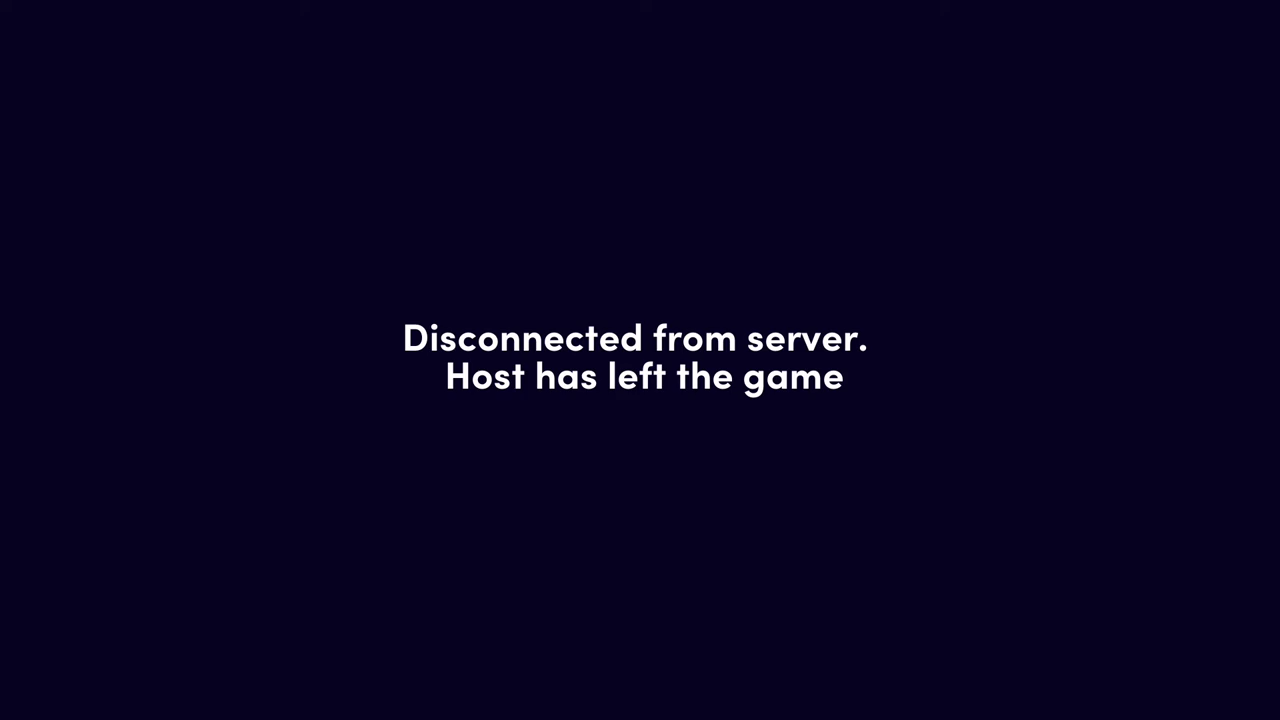 Disconnected from server.
Host has left the game